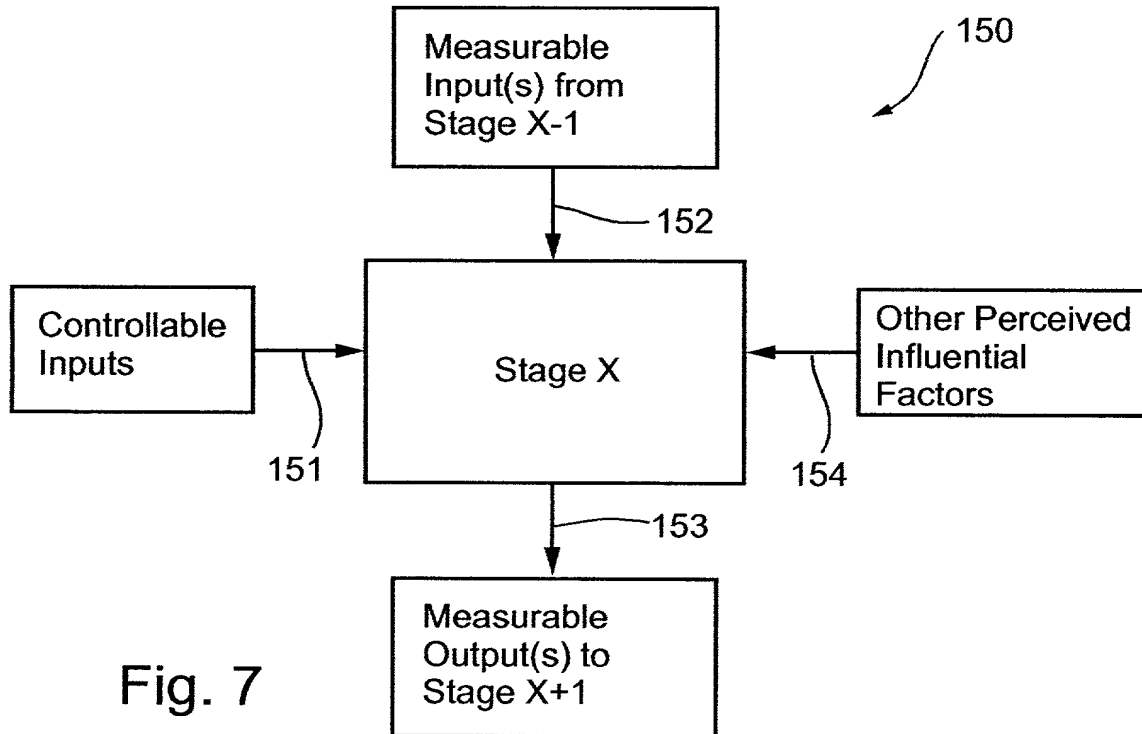 Measurable
Input(s) from
Stage X-1
150
152
Controllable
Inputs
Stage X
Other Perceived
Influential
Factors
151
154
153
Measurable
Output(s) to
Stage X+1
Fig. 7